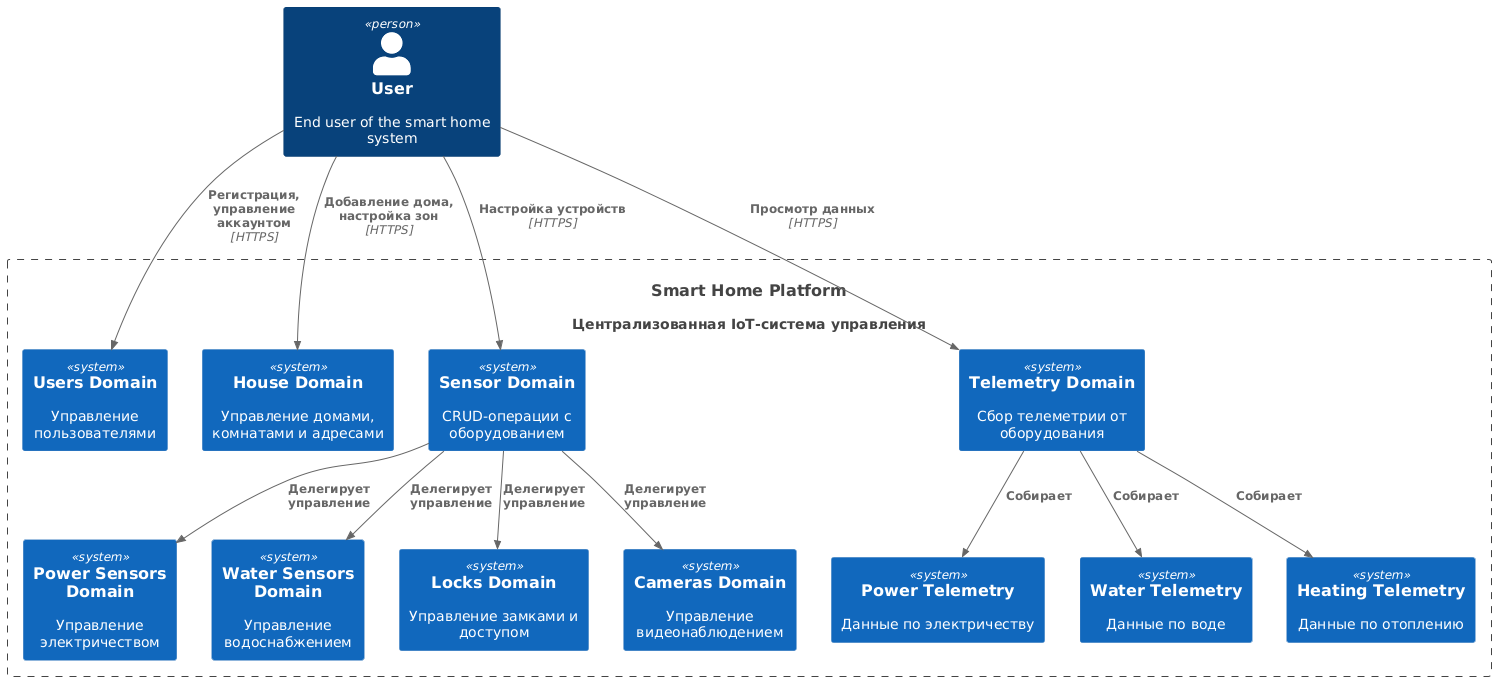 «person»
User
End user of the smart home
system
Регистрация,
управление
аккаунтом
[HTTPS]
Добавление дома,
настройка зон
[HTTPS]
Настройка устройств
[HTTPS]
Просмотр данных
[HTTPS]
Smart Home Platform
Централизованная IoT-система управления
«system»
Users Domain
Управление
пользователями
«system»
House Domain
Управление домами,
комнатами и адресами
«system»
Sensor Domain
CRUD-операции с
оборудованием
«system»
Telemetry Domain
Сбор телеметрии от
оборудования
Делегирует
управление
Делегирует
управление
Делегирует
управление
Делегирует
управление
Собирает
Собирает
Собирает
«system»
Power Sensors
Domain
Управление
электричеством
«system»
Water Sensors
Domain
Управление
водоснабжением
«system»
Locks Domain
Управление замками и
доступом
«system»
Cameras Domain
Управление
видеонаблюдением
«system»
Power Telemetry
Данные по электричеству
«system»
Water Telemetry
Данные по воде
«system»
Heating Telemetry
Данные по отоплению